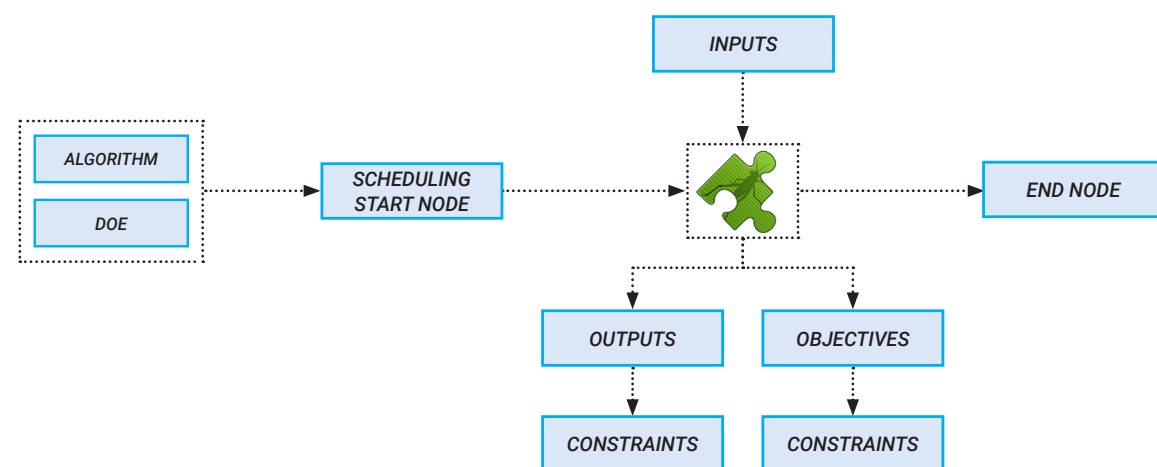 INPUTS
ALGORITHM
DOE
SCHEDULING
START NODE
END NODE
OUTPUTS
OBJECTIVES
CONSTRAINTS
CONSTRAINTS